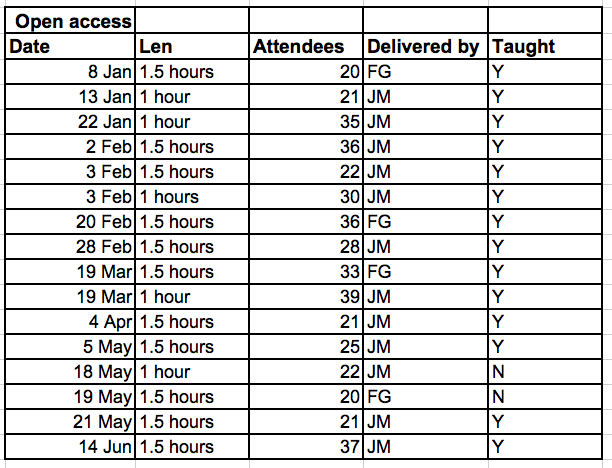 Open access
Date Len Attendees Delivered by Taught
8 Jan 1.5 hours 20 FG Y
13 Jan 1 hour 21 JM Y
22 Jan 1 hour 35 JM Y
2 Feb 1.5 hours 36 JM Y
3 Feb 1.5 hours 22 JM Y
3 Feb 1 hours 30 JM Y
20 Feb 1.5 hours 36 FG Y
28 Feb 1.5 hours 28 JM Y
19 Mar 1.5 hours 33 FG Y
19 Mar 1 hour 39 JM Y
4 Apr 1.5 hours 21 JM Y
5 May 1.5 hours 25 JM Y
18 May 1 hour 22 JM N
19 May 1.5 hours 20 FG N
21 May 1.5 hours 21 JM Y
14 Jun 1.5 hours 37 JM Y